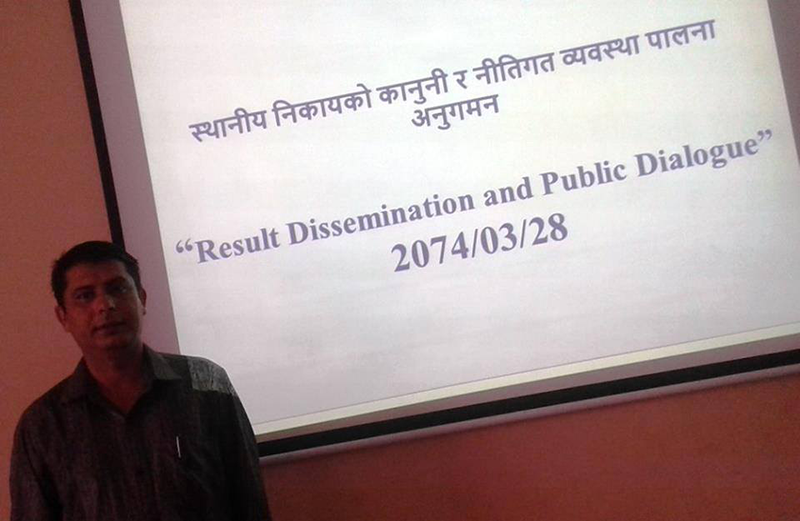 स्थानीय निकायको कानुनी र नीतिगत व्यवस्था पालना
अनुगमन
“Result Dissemination and Public Dialogue”
2074/03/28